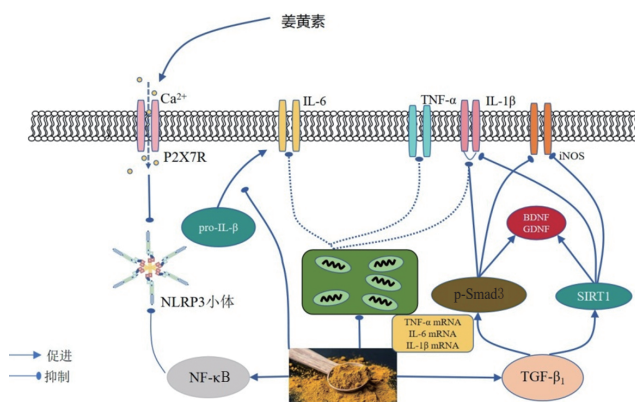 姜黄素
Ca²⁺
IL-6
TNF-α
IL-1β
P2X7R
iNOS
pro-IL-β
BDNF
GDNF
NLRP3小体
p-Smad3
SIRT1
TNF-α mRNA
IL-6 mRNA
IL-1β mRNA
促进
抑制
NF-κB
TGF-β₁